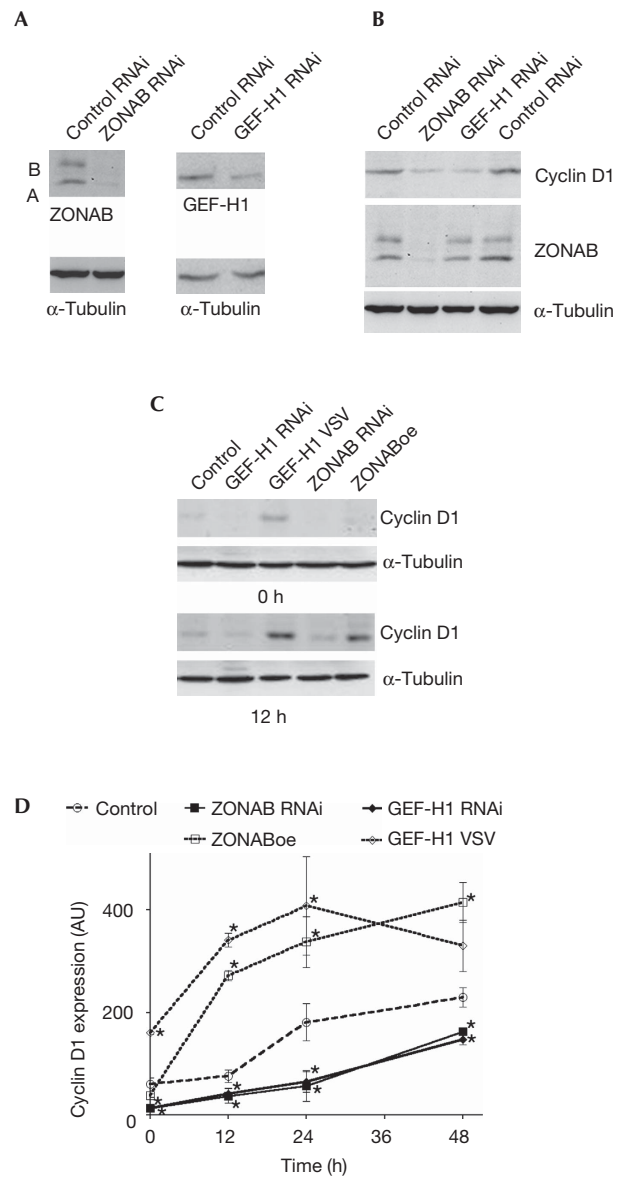 A
Control RNAi
ZONAB RNAi
Control RNAi
GEF-H1 RNAi
B
A
ZONAB
GEF-H1
α-Tubulin
α-Tubulin
B
Control RNAi
ZONAB RNAi
GEF-H1 RNAi
Control RNAi
Cyclin D1
ZONAB
α-Tubulin
C
Control
GEF-H1 RNAi
GEF-H1 VSV
ZONAB RNAi
ZONABoe
Cyclin D1
α-Tubulin
0 h
Cyclin D1
α-Tubulin
12 h
D
Control
ZONAB RNAi
GEF-H1 RNAi
ZONABoe
GEF-H1 VSV
Cyclin D1 expression (AU)
400
200
0
* * * * * * * * * * * * *
0 12 24 36 48
Time (h)